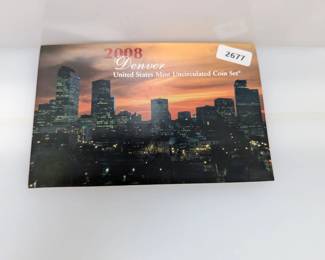 2008
Denver
United States Mint Uncirculated Coin Set®
2677